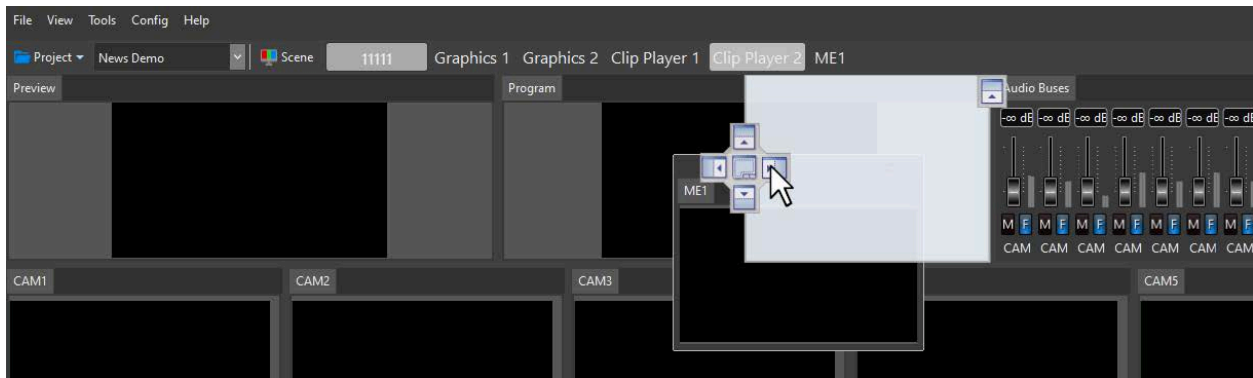 File View Tools Config Help
Project News Demo Scene 11111 Graphics 1 Graphics 2 Clip Player 1 Clip Player 2 ME1
Preview Program Audio Buses
-∞ dB -∞ dB -∞ dB -∞ dB -∞ dB -∞ dB -∞ d
ME1
M F M F M F M F M F M F M F
CAM CAM CAM CAM CAM CAM CAM
CAM1 CAM2 CAM3 CAM5